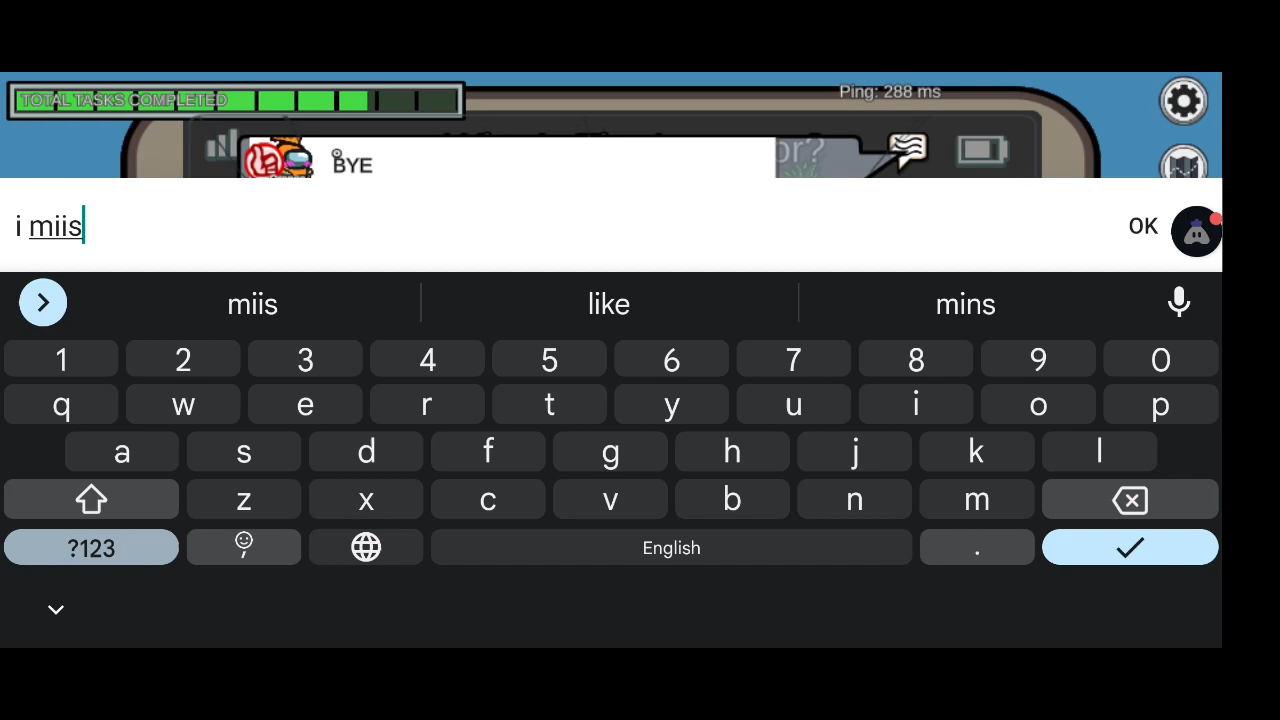 TOTAL TASKS COMPLETED
Ping: 288 ms
or?
BYE
i miis
OK
miis like mins
1 2 3 4 5 6 7 8 9 0
q w e r t y u i o p
a s d f g h j k l
z x c v b n m
?123 English .